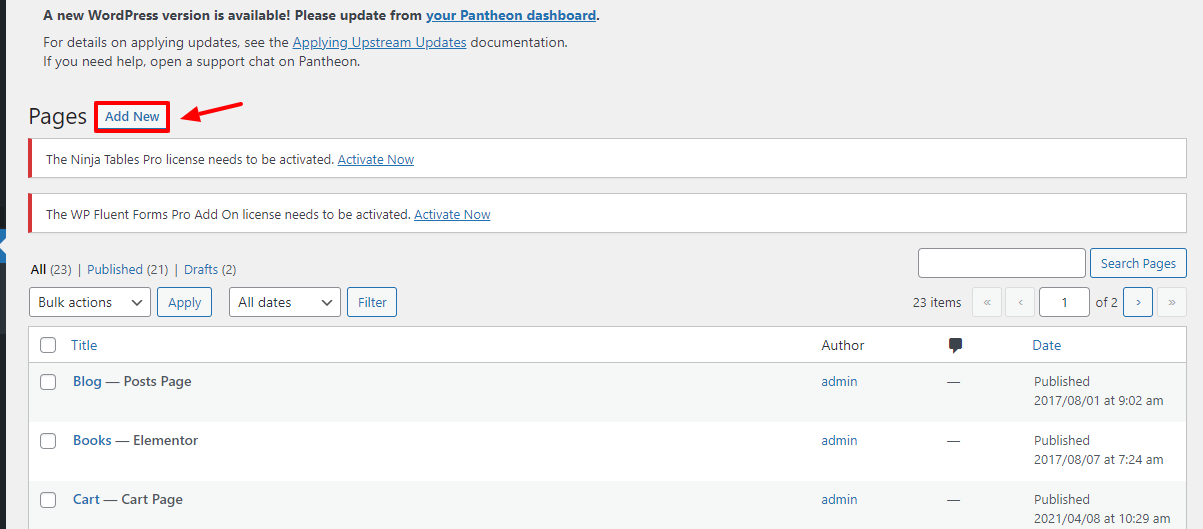 A new WordPress version is available! Please update from your Pantheon dashboard.
For details on applying updates, see the Applying Upstream Updates documentation.
If you need help, open a support chat on Pantheon.
Pages Add New
The Ninja Tables Pro license needs to be activated. Activate Now
The WP Fluent Forms Pro Add On license needs to be activated. Activate Now
All (23) | Published (21) | Drafts (2)
Search Pages
Bulk actions Apply All dates Filter
23 items « ‹ 1 of 2 › »
Title Author Date
Blog — Posts Page admin — Published
2017/08/01 at 9:02 am
Books — Elementor admin — Published
2017/08/07 at 7:24 am
Cart — Cart Page admin — Published
2021/04/08 at 10:29 am